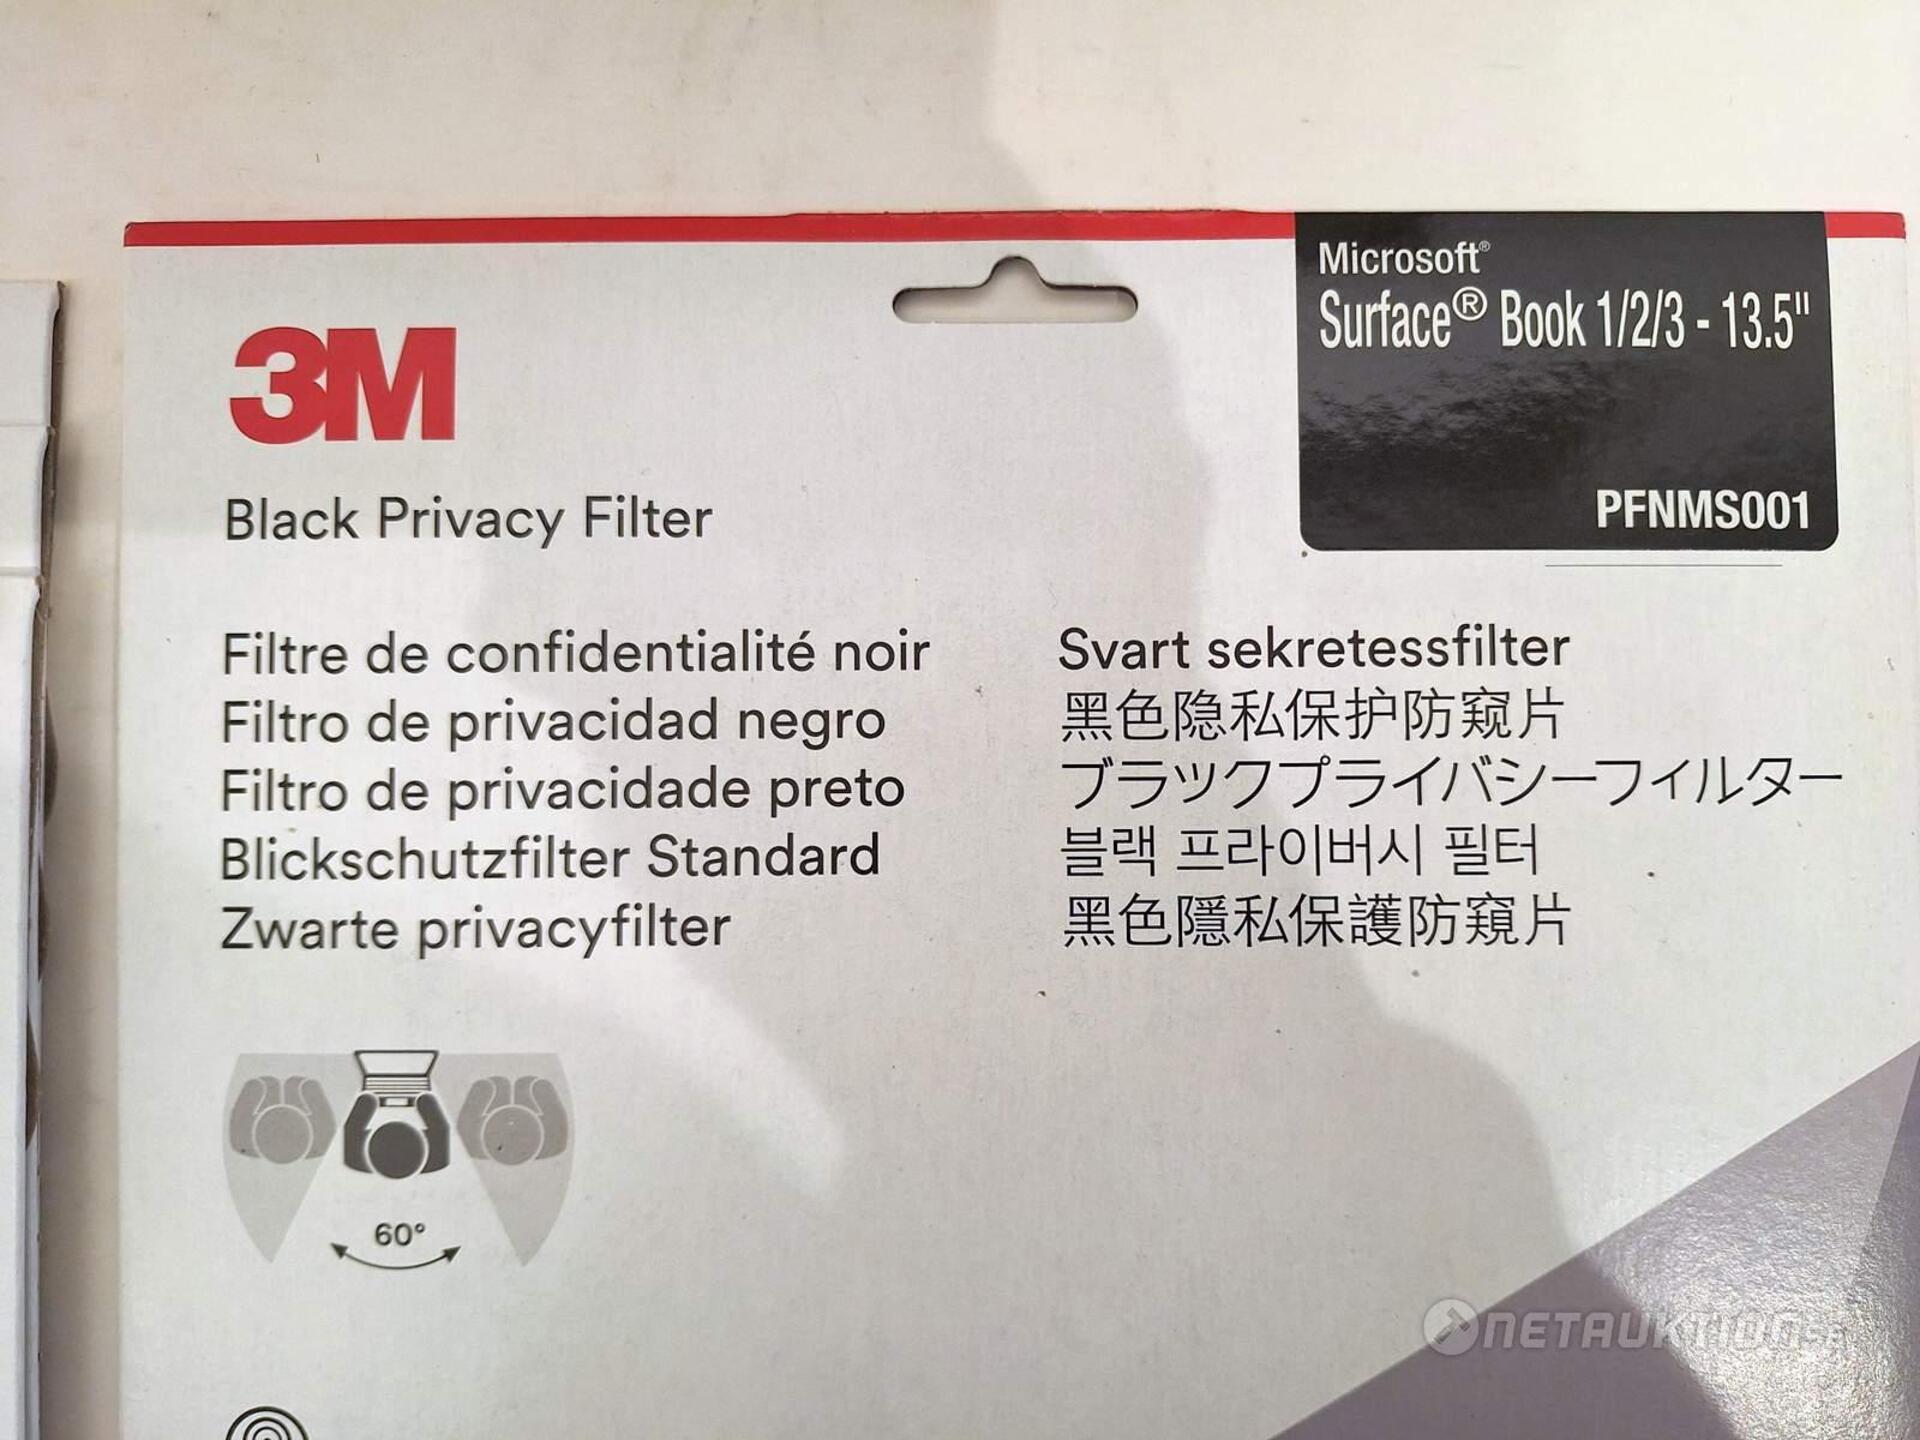 Microsoft®
Surface® Book 1/2/3 - 13.5"
PFNMS001
3M
Black Privacy Filter
Filtre de confidentialité noir
Filtro de privacidad negro
Filtro de privacidade preto
Blickschutzfilter Standard
Zwarte privacyfilter
Svart sekretessfilter
黑色隐私保护防窥片
ブラックプライバシーフィルター
블랙 프라이버시 필터
黑色隱私保護防窺片
60°
NETAUKTION.SE